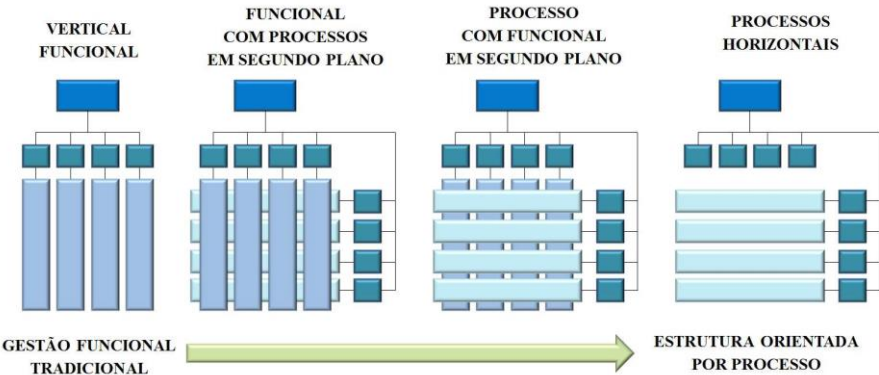 VERTICAL
FUNCIONAL
FUNCIONAL
COM PROCESSOS
EM SEGUNDO PLANO
PROCESSO
COM FUNCIONAL
EM SEGUNDO PLANO
PROCESSOS
HORIZONTAIS
GESTÃO FUNCIONAL
TRADICIONAL
ESTRUTURA ORIENTADA
POR PROCESSO